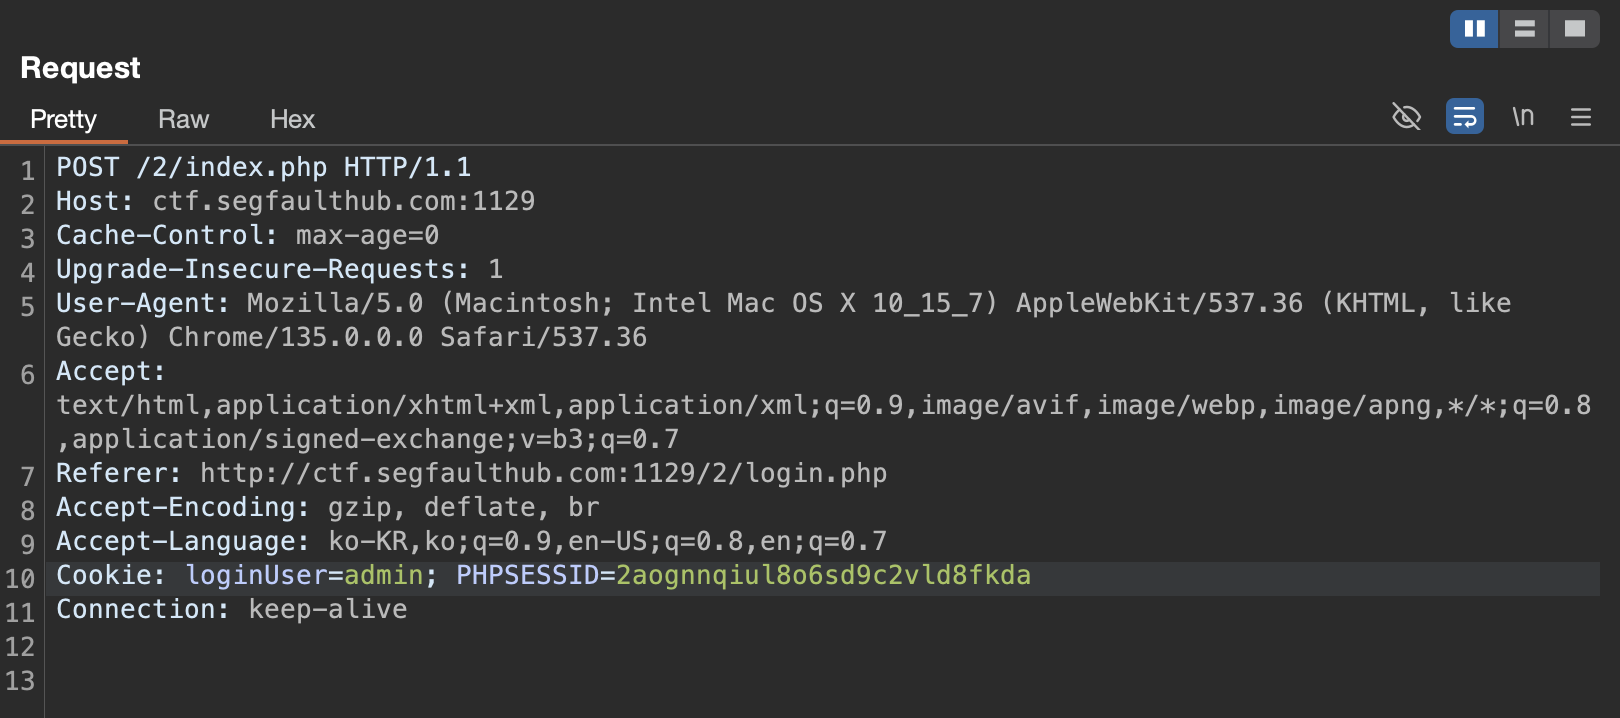 Request
Pretty Raw Hex
\n
1 POST /2/index.php HTTP/1.1
2 Host: ctf.segfaulthub.com:1129
3 Cache-Control: max-age=0
4 Upgrade-Insecure-Requests: 1
5 User-Agent: Mozilla/5.0 (Macintosh; Intel Mac OS X 10_15_7) AppleWebKit/537.36 (KHTML, like
Gecko) Chrome/135.0.0.0 Safari/537.36
6 Accept:
text/html,application/xhtml+xml,application/xml;q=0.9,image/avif,image/webp,image/apng,*/*;q=0.8
,application/signed-exchange;v=b3;q=0.7
7 Referer: http://ctf.segfaulthub.com:1129/2/login.php
8 Accept-Encoding: gzip, deflate, br
9 Accept-Language: ko-KR,ko;q=0.9,en-US;q=0.8,en;q=0.7
10 Cookie: loginUser=admin; PHPSESSID=2aognnqiul8o6sd9c2vld8fkda
11 Connection: keep-alive
12
13